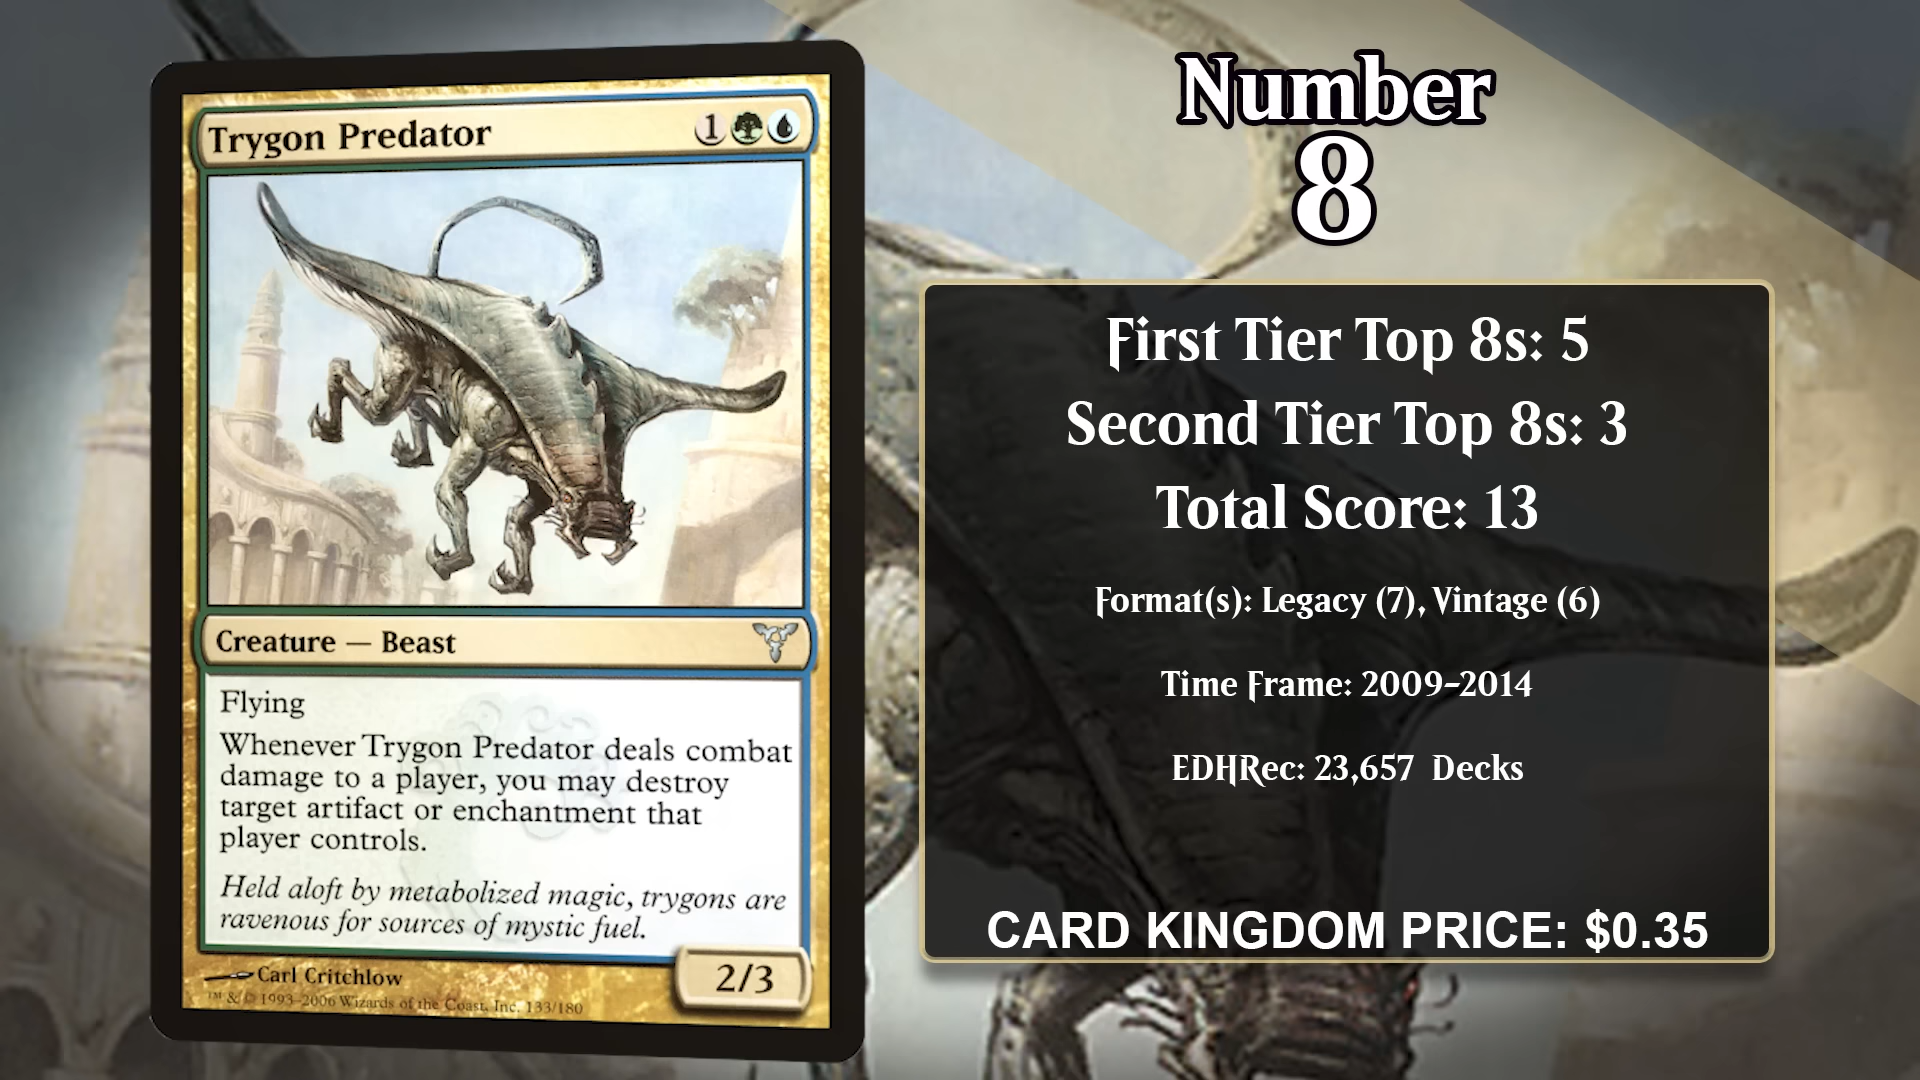 Trygon Predator 1
Creature — Beast
Flying
Whenever Trygon Predator deals combat
damage to a player, you may destroy
target artifact or enchantment that
player controls.
Held aloft by metabolized magic, trygons are
ravenous for sources of mystic fuel.
Carl Critchlow
™ & © 1993-2006 Wizards of the Coast, Inc. 133/180
2/3
Number
8
First Tier Top 8s: 5
Second Tier Top 8s: 3
Total Score: 13
Format(s): Legacy (7), Vintage (6)
Time Frame: 2009-2014
EDHRec: 23,657 Decks
CARD KINGDOM PRICE: $0.35